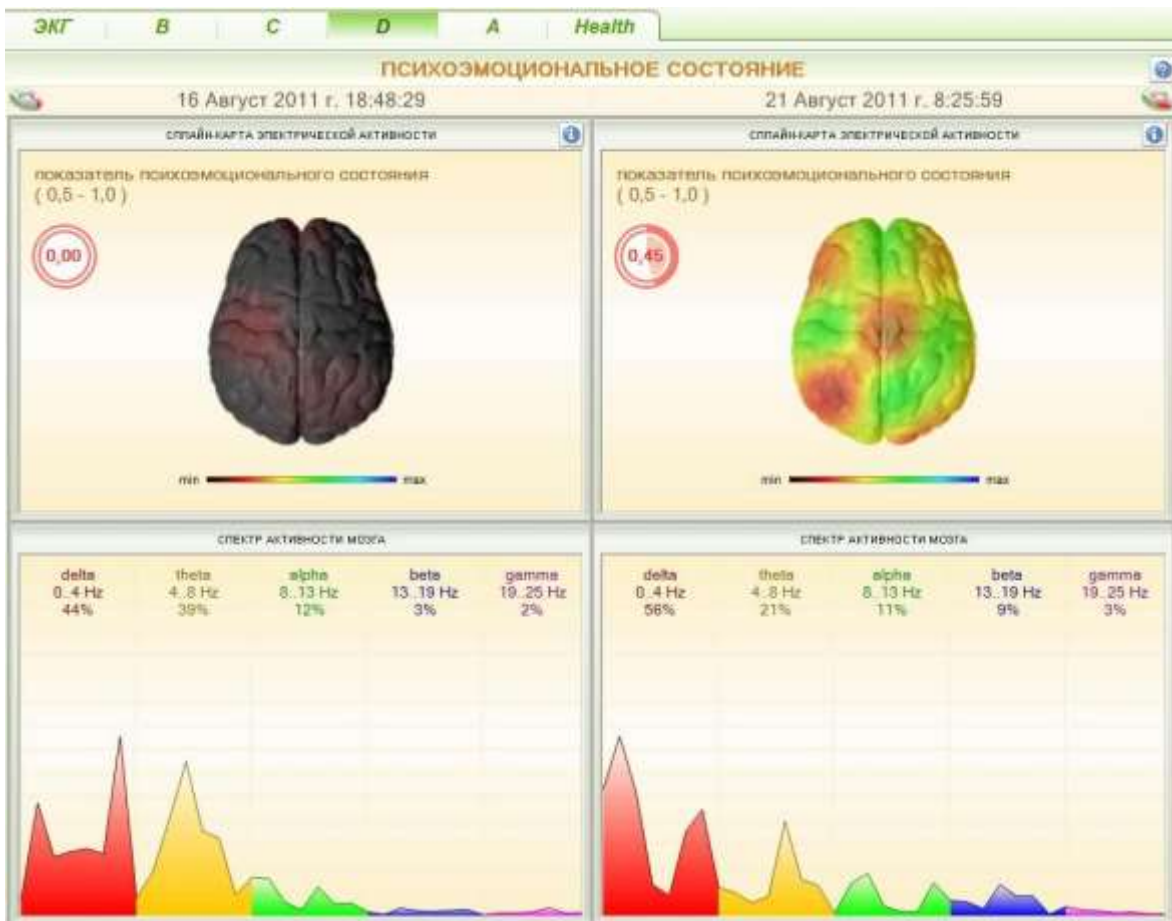 ЭКГ B C D A Health
ПСИХОЭМОЦИОНАЛЬНОЕ СОСТОЯНИЕ
16 Август 2011 г. 18:48:29
21 Август 2011 г. 8:25:59
СПЛАЙН-КАРТА ЭЛЕКТРИЧЕСКОЙ АКТИВНОСТИ
показатель психоэмоционального состояния
( 0,5 - 1,0 )
0,00
min max
СПЛАЙН-КАРТА ЭЛЕКТРИЧЕСКОЙ АКТИВНОСТИ
показатель психоэмоционального состояния
( 0,5 - 1,0 )
0,45
min max
СПЕКТР АКТИВНОСТИ МОЗГА
delta theta alpha beta gamma
0..4 Hz 4..8 Hz 8..13 Hz 13..19 Hz 19..25 Hz
44% 39% 12% 3% 2%
СПЕКТР АКТИВНОСТИ МОЗГА
delta theta alpha beta gamma
0..4 Hz 4..8 Hz 8..13 Hz 13..19 Hz 19..25 Hz
56% 21% 11% 9% 3%